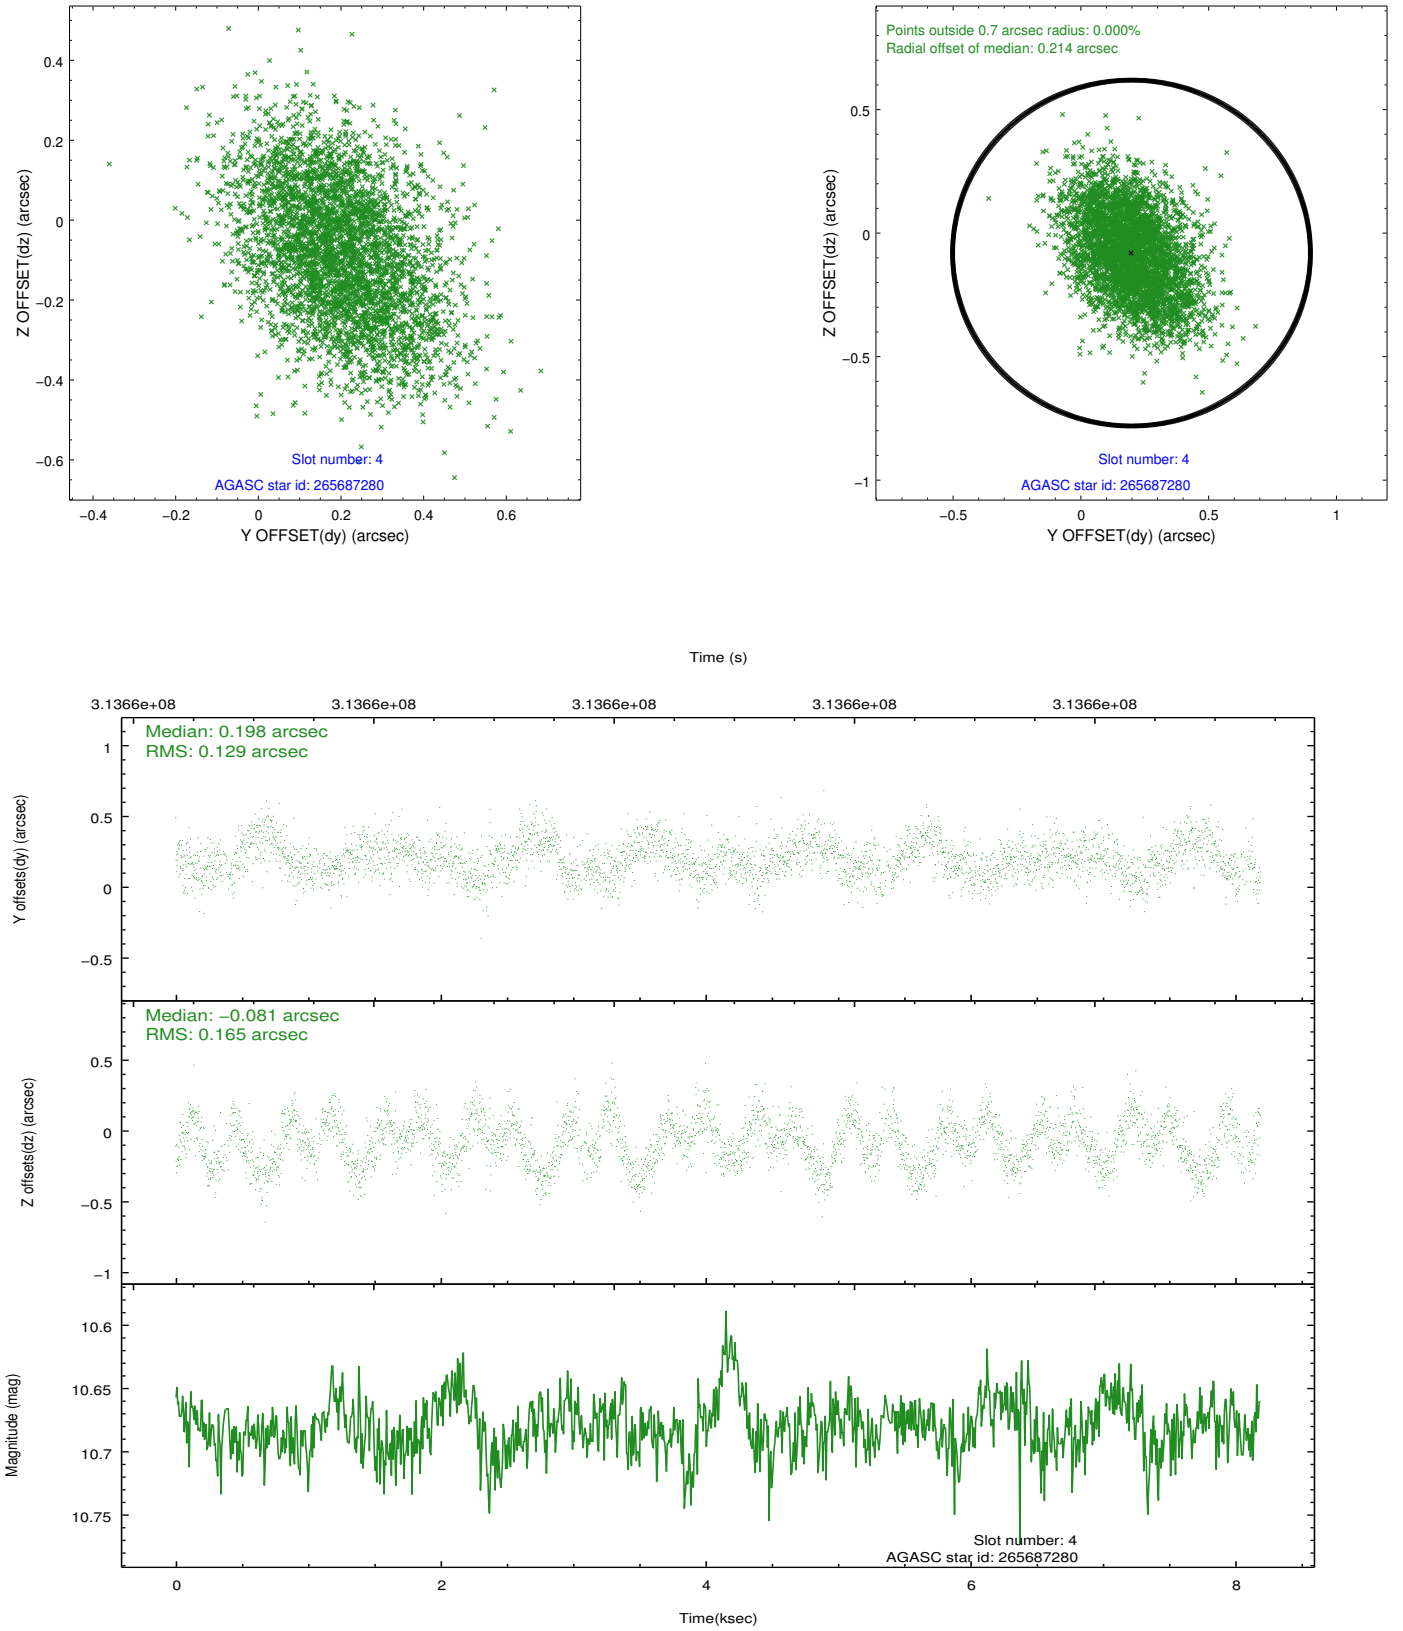 0.4
0.2
0
−0.2
−0.4
−0.6
Z OFFSET(dz) (arcsec)
Slot number: 4
AGASC star id: 265687280
−0.4 −0.2 0 0.2 0.4 0.6
Y OFFSET(dy) (arcsec)
Points outside 0.7 arcsec radius: 0.000%
Radial offset of median: 0.214 arcsec
0.5
0
−0.5
−1
Z OFFSET(dz) (arcsec)
Slot number: 4
AGASC star id: 265687280
−0.5 0 0.5 1
Y OFFSET(dy) (arcsec)
Time (s)
3.1366e+08 3.1366e+08 3.1366e+08 3.1366e+08 3.1366e+08
Median: 0.198 arcsec
RMS: 0.129 arcsec
1
0.5
0
−0.5
Y offsets(dy) (arcsec)
Median: −0.081 arcsec
RMS: 0.165 arcsec
0.5
0
−0.5
−1
Z offsets(dz) (arcsec)
10.6
10.65
10.7
10.75
Magnitude (mag)
Slot number: 4
AGASC star id: 265687280
0 2 4 6 8
Time(ksec)